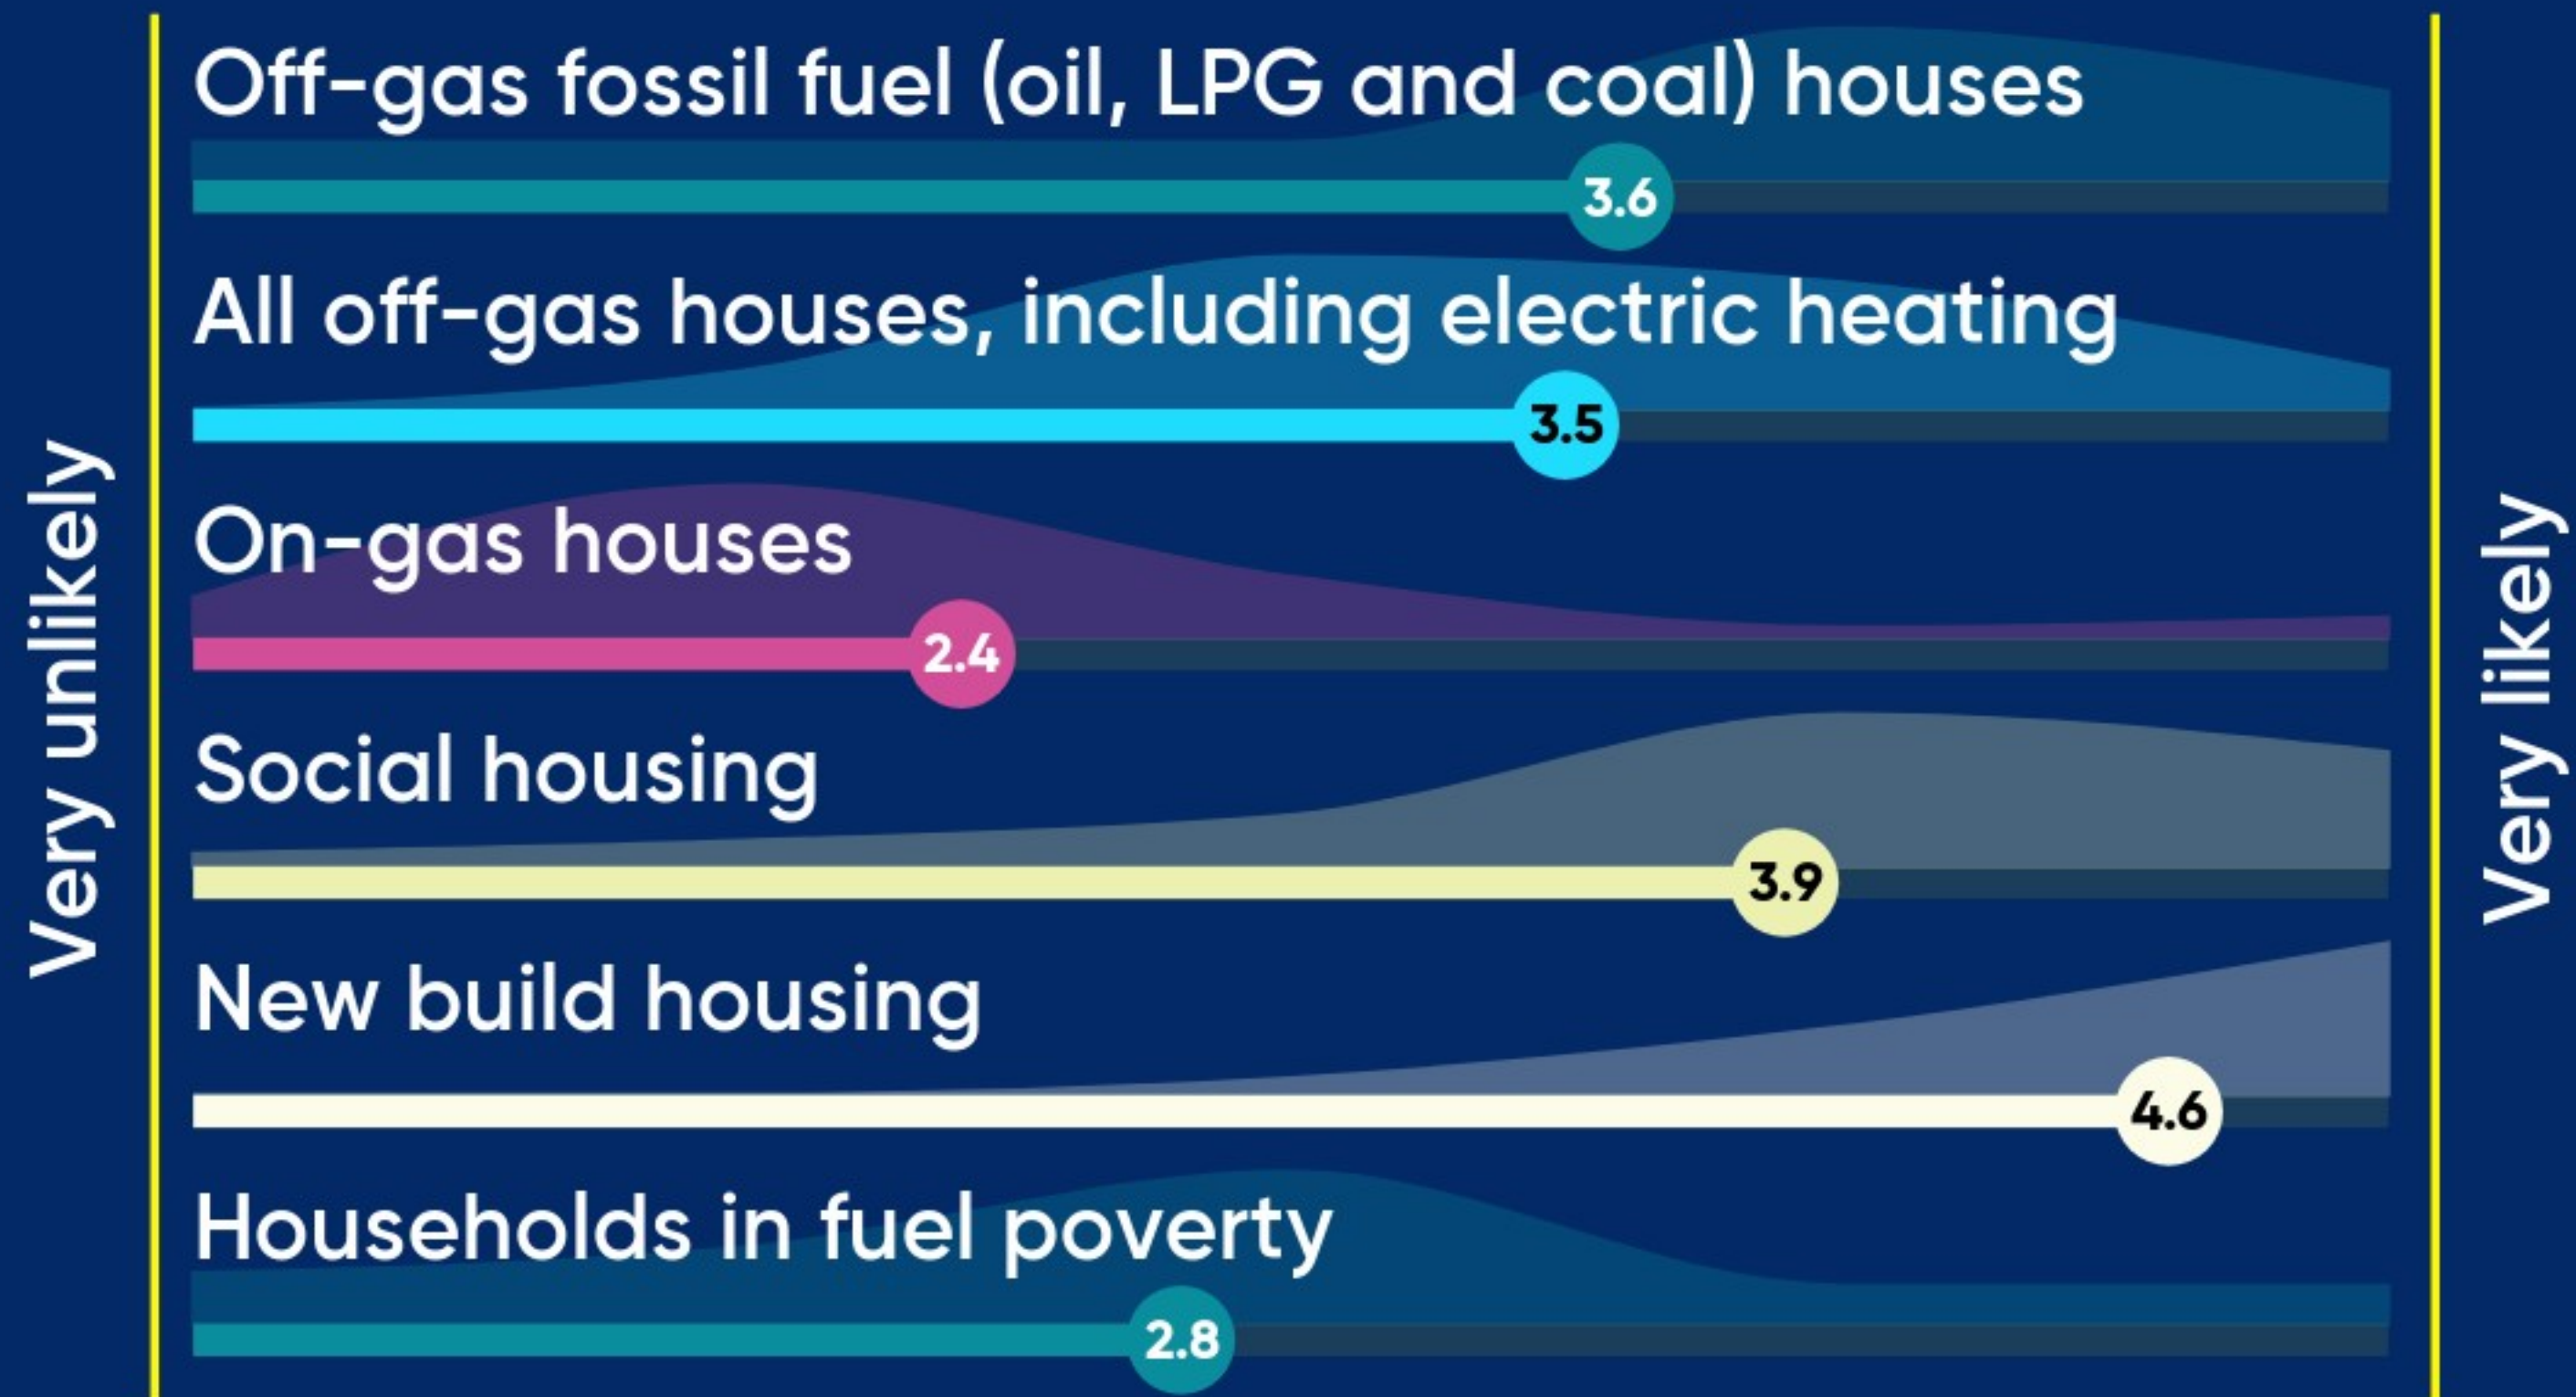 Very unlikely
Off-gas fossil fuel (oil, LPG and coal) houses
3.6
All off-gas houses, including electric heating
3.5
On-gas houses
2.4
Social housing
3.9
New build housing
4.6
Households in fuel poverty
2.8
Very likely